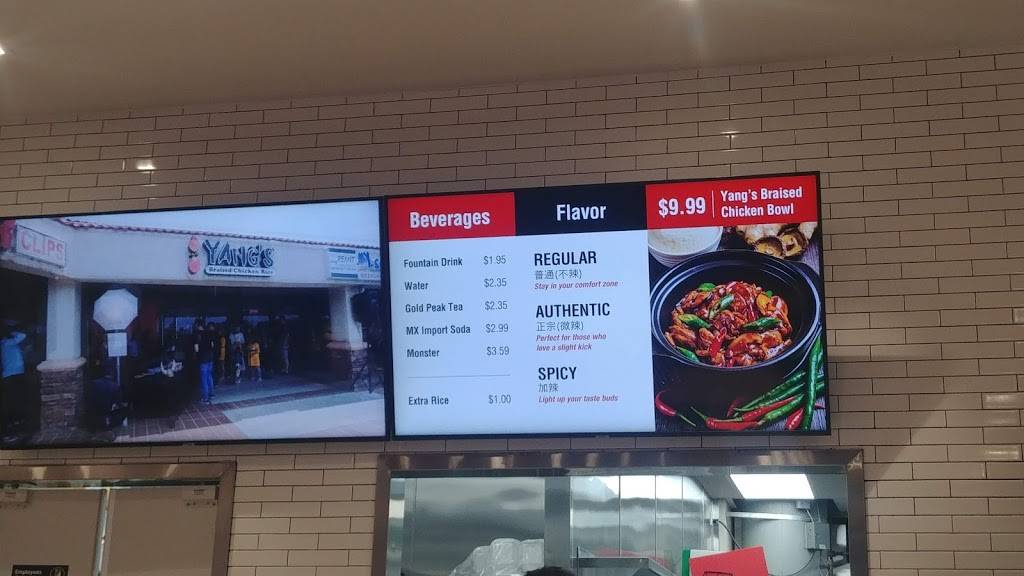 CLIPS
YANG'S
Braised Chicken Rice
Beverages
Fountain Drink $1.95
Water $2.35
Gold Peak Tea $2.35
MX Import Soda $2.99
Monster $3.59
Extra Rice $1.00
Flavor
REGULAR
普通(不辣)
Stay in your comfort zone
AUTHENTIC
正宗(微辣)
Perfect for those who
love a slight kick
SPICY
加辣
Light up your taste buds
$9.99
Yang's Braised
Chicken Bowl
Employees